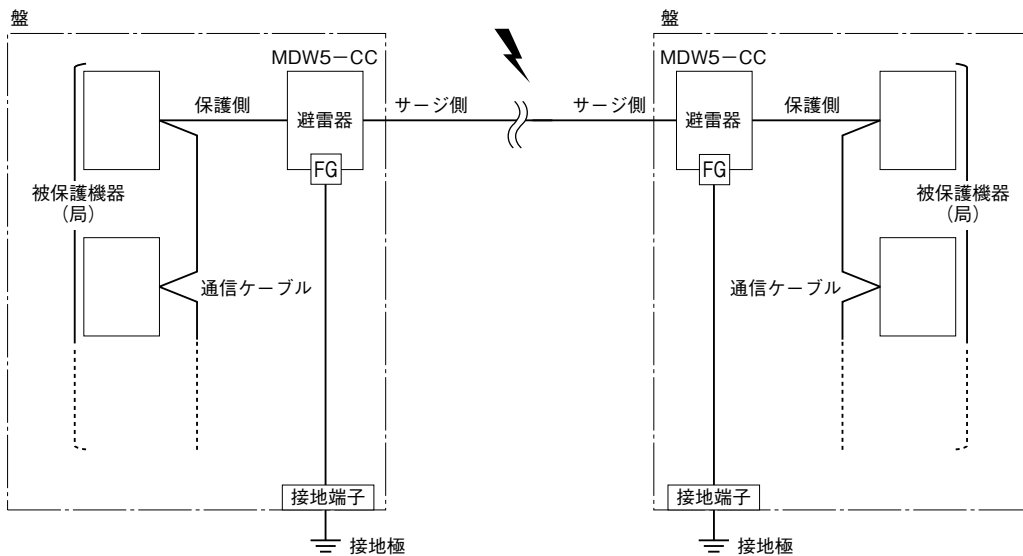 盤
盤
MDW5-CC
MDW5-CC
保護側
避雷器
サージ側
サージ側
避雷器
保護側
FG
FG
被保護機器
(局)
被保護機器
(局)
通信ケーブル
通信ケーブル
接地端子
接地端子
接地極
接地極